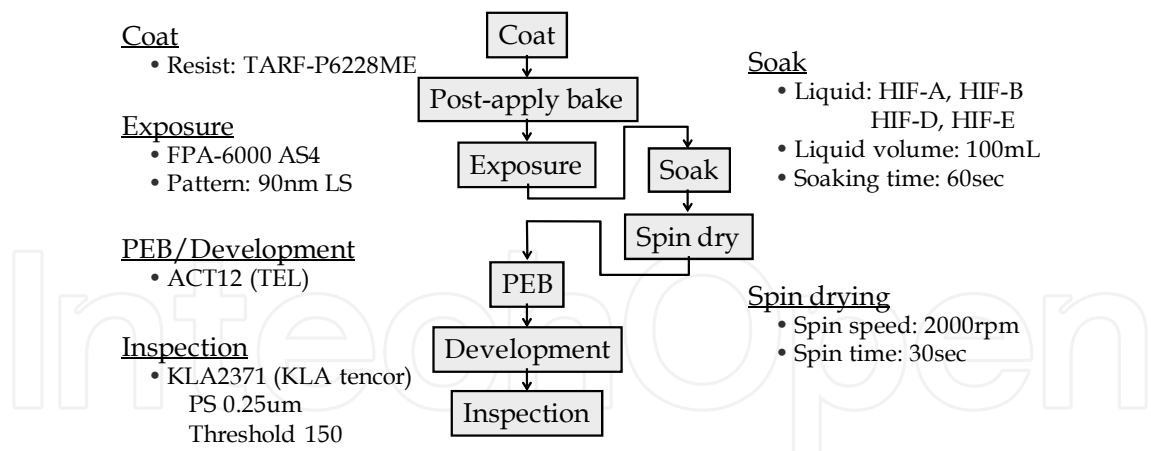 Coat
• Resist: TARF-P6228ME
Exposure
• FPA-6000 AS4
• Pattern: 90nm LS
PEB/Development
• ACT12 (TEL)
Inspection
• KLA2371 (KLA tencor)
PS 0.25um
Threshold 150
Coat
Post-apply bake
Exposure
Soak
Spin dry
PEB
Development
Inspection
Soak
• Liquid: HIF-A, HIF-B
HIF-D, HIF-E
• Liquid volume: 100mL
• Soaking time: 60sec
Spin drying
• Spin speed: 2000rpm
• Spin time: 30sec
IntechOpen